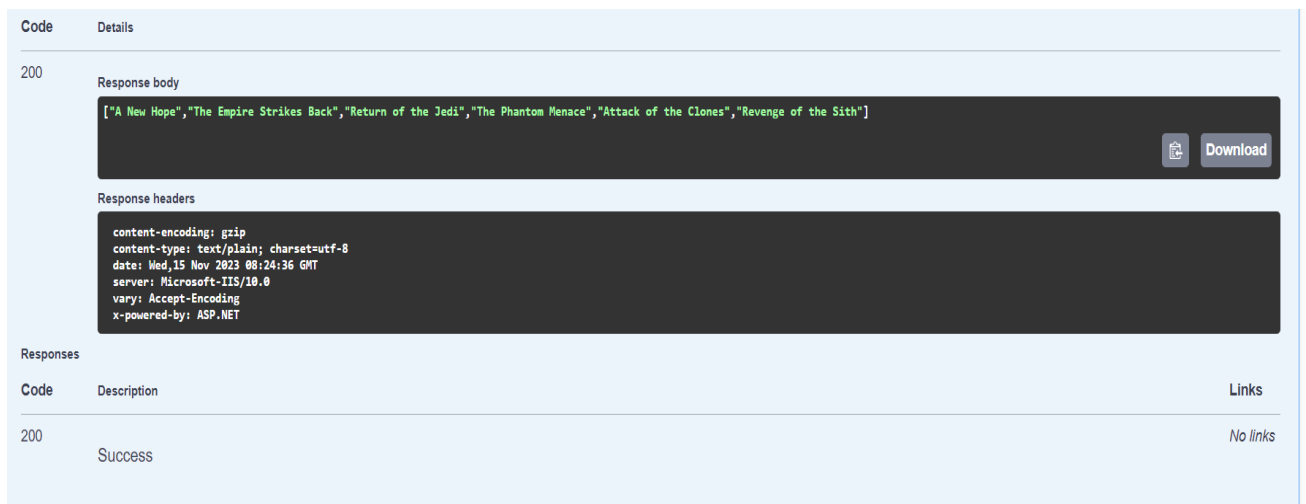 Code Details
200
Response body
["A New Hope","The Empire Strikes Back","Return of the Jedi","The Phantom Menace","Attack of the Clones","Revenge of the Sith"]
Download
Response headers
content-encoding: gzip
content-type: text/plain; charset=utf-8
date: Wed,15 Nov 2023 08:24:36 GMT
server: Microsoft-IIS/10.0
vary: Accept-Encoding
x-powered-by: ASP.NET
Responses
Code Description Links
200 No links
Success